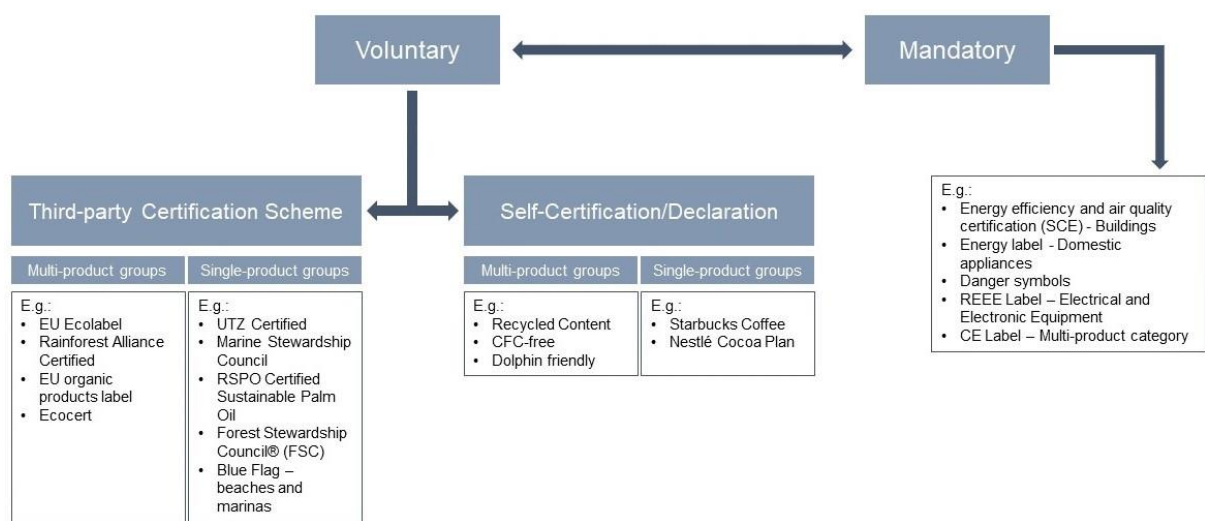 Voluntary
Mandatory
Third-party Certification Scheme
Self-Certification/Declaration
Multi-product groups
Single-product groups
Multi-product groups
Single-product groups
E.g.:
• EU Ecolabel
• Rainforest Alliance
Certified
• EU organic
products label
• Ecocert
E.g.:
• UTZ Certified
• Marine Stewardship
Council
• RSPO Certified
Sustainable Palm
Oil
• Forest Stewardship
Council® (FSC)
• Blue Flag –
beaches and
marinas
E.g.:
• Recycled Content
• CFC-free
• Dolphin friendly
E.g.:
• Starbucks Coffee
• Nestlé Cocoa Plan
E.g.:
• Energy efficiency and air quality
certification (SCE) - Buildings
• Energy label - Domestic
appliances
• Danger symbols
• REEE Label – Electrical and
Electronic Equipment
• CE Label – Multi-product category